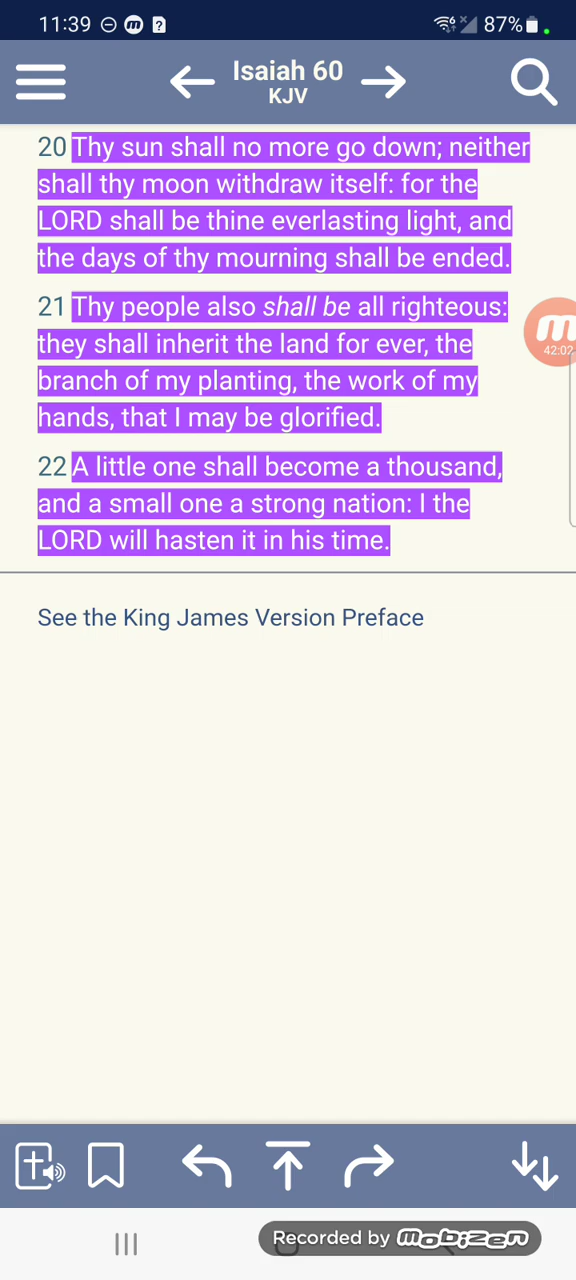 11:39 m ? 6 87%
Isaiah 60
KJV
20 Thy sun shall no more go down; neither
shall thy moon withdraw itself: for the
LORD shall be thine everlasting light, and
the days of thy mourning shall be ended.
21 Thy people also shall be all righteous:
they shall inherit the land for ever, the
branch of my planting, the work of my
hands, that I may be glorified.
m
42:02
22 A little one shall become a thousand,
and a small one a strong nation: I the
LORD will hasten it in his time.
See the King James Version Preface
Recorded by mobizen